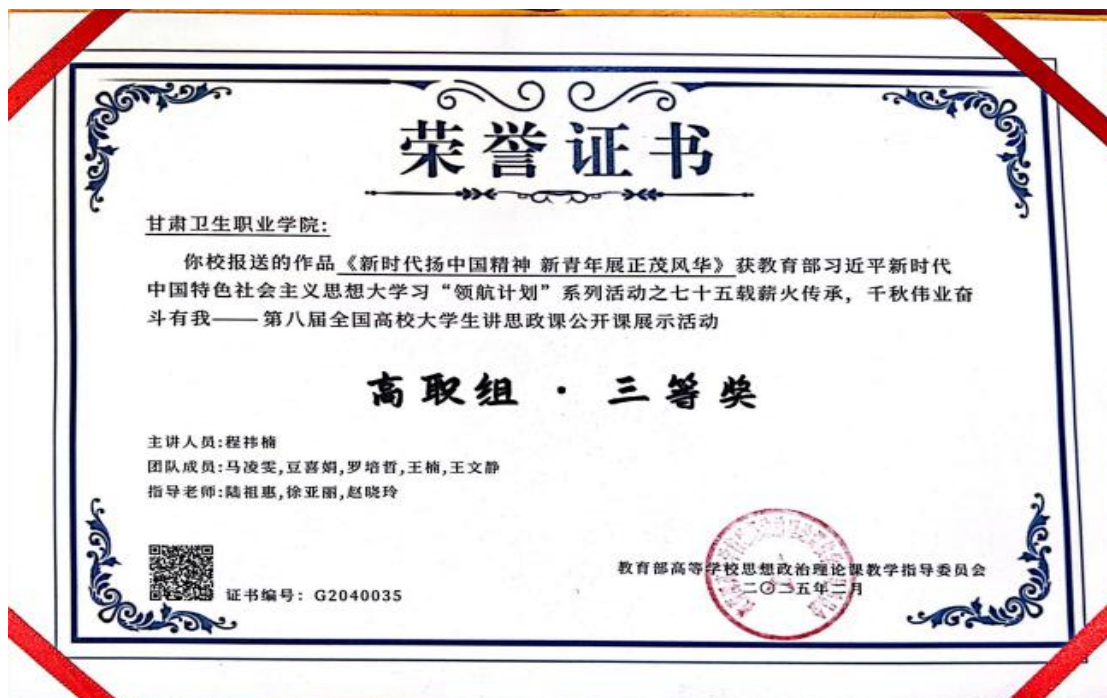 荣誉证书
甘肃卫生职业学院:
你校报送的作品《新时代扬中国精神 新青年展正茂风华》获教育部习近平新时代
中国特色社会主义思想大学习“领航计划”系列活动之七十五载薪火传承，千秋伟业奋
斗有我——第八届全国高校大学生讲思政课公开课展示活动
高职组·三等奖
主讲人员:程祎楠
团队成员:马凌雯,豆喜娟,罗培哲,王楠,王文静
指导老师:陆祖惠,徐亚丽,赵晓玲
证书编号: G2040035
教育部高等学校思想政治理论课教学指导委员会
二〇二五年二月